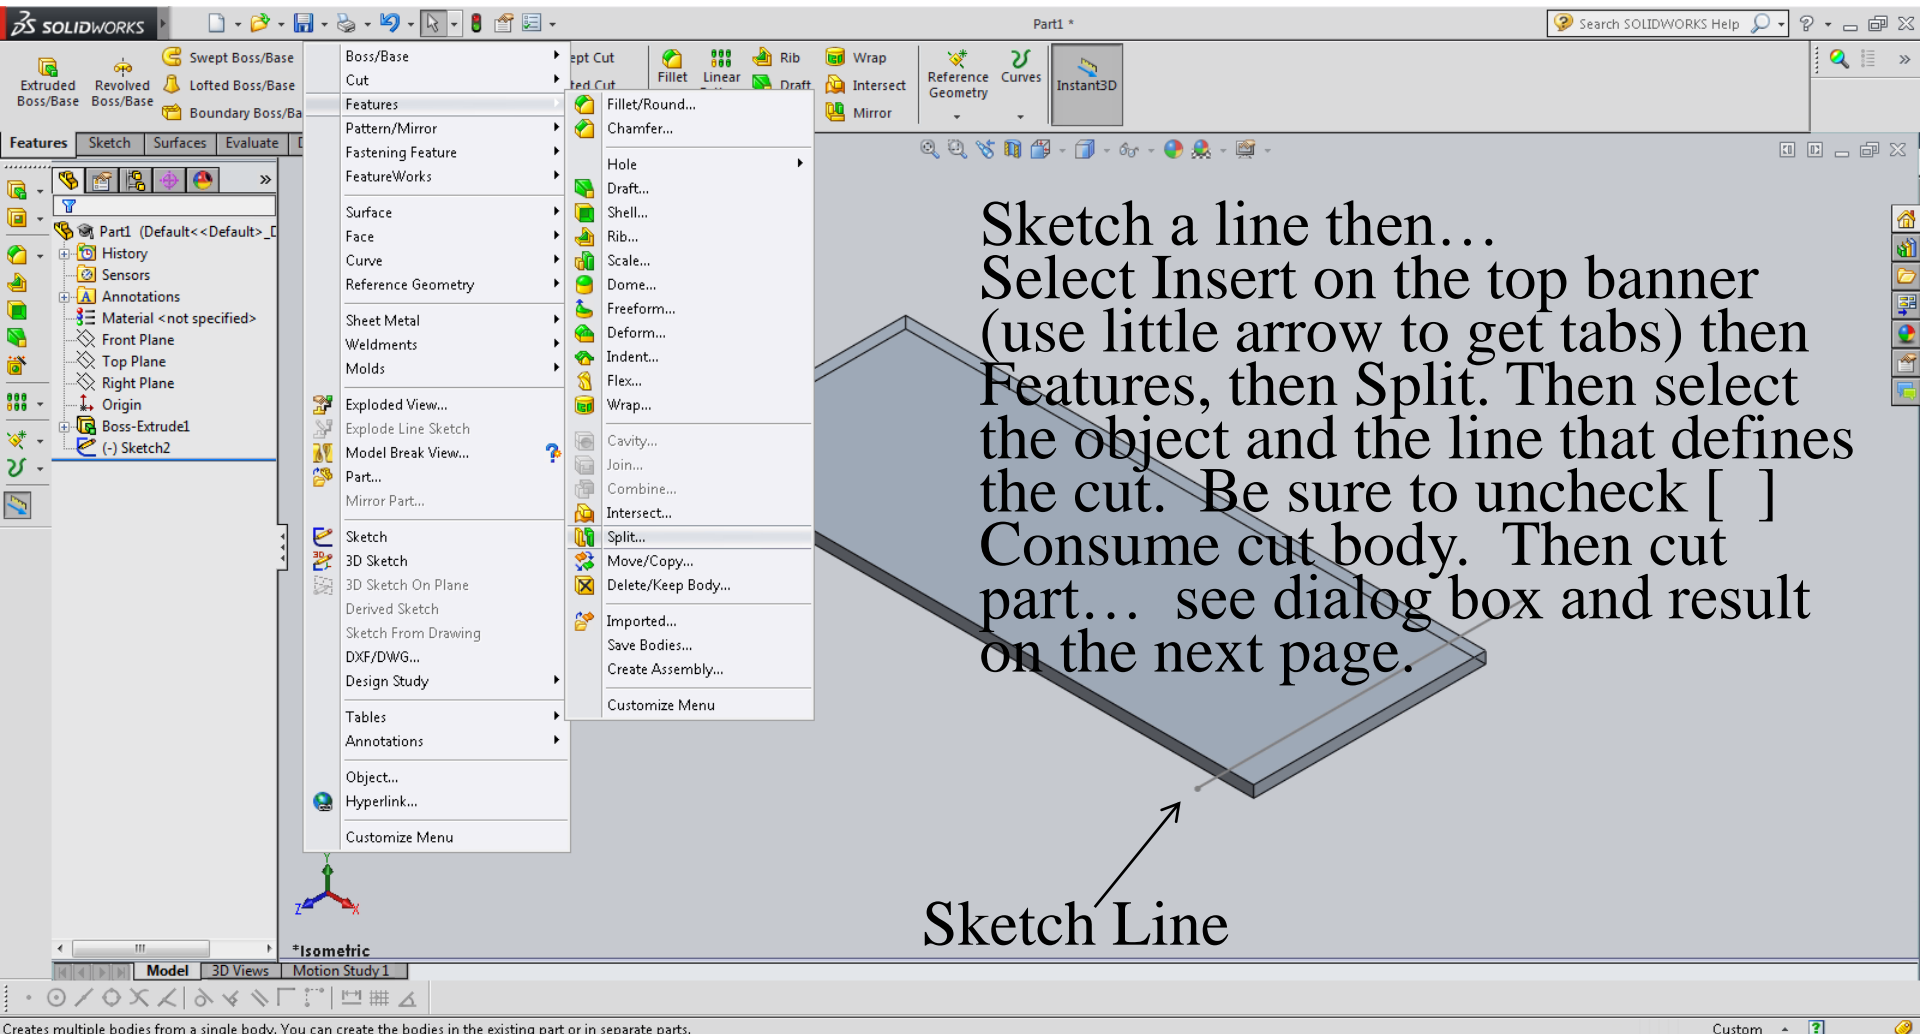 SOLIDWORKS
Part1 *
Search SOLIDWORKS Help
Extruded Boss/Base
Revolved Boss/Base
Swept Boss/Base
Lofted Boss/Base
Boundary Boss/Ba
ept Cut
ted Cut
Fillet
Linear
Rib
Draft
Wrap
Intersect
Mirror
Reference Geometry
Curves
Instant3D
Features
Sketch
Surfaces
Evaluate
Part1 (Default<<Default>_D
History
Sensors
Annotations
Material <not specified>
Front Plane
Top Plane
Right Plane
Origin
Boss-Extrude1
(-) Sketch2
Boss/Base
Cut
Features
Pattern/Mirror
Fastening Feature
FeatureWorks
Surface
Face
Curve
Reference Geometry
Sheet Metal
Weldments
Molds
Exploded View...
Explode Line Sketch
Model Break View...
Part...
Mirror Part...
Sketch
3D Sketch
3D Sketch On Plane
Derived Sketch
Sketch From Drawing
DXF/DWG...
Design Study
Tables
Annotations
Object...
Hyperlink...
Customize Menu
Fillet/Round...
Chamfer...
Hole
Draft...
Shell...
Rib...
Scale...
Dome...
Freeform...
Deform...
Indent...
Flex...
Wrap...
Cavity...
Join...
Combine...
Intersect...
Split...
Move/Copy...
Delete/Keep Body...
Imported...
Save Bodies...
Create Assembly...
Customize Menu
Sketch a line then…
Select Insert on the top banner
(use little arrow to get tabs) then
Features, then Split. Then select
the object and the line that defines
the cut.  Be sure to uncheck [  ]
Consume cut body.  Then cut
part…  see dialog box and result
on the next page.
Sketch Line
Y
Z
X
*Isometric
Model
3D Views
Motion Study 1
Creates multiple bodies from a single body. You can create the bodies in the existing part or in separate parts.
Custom